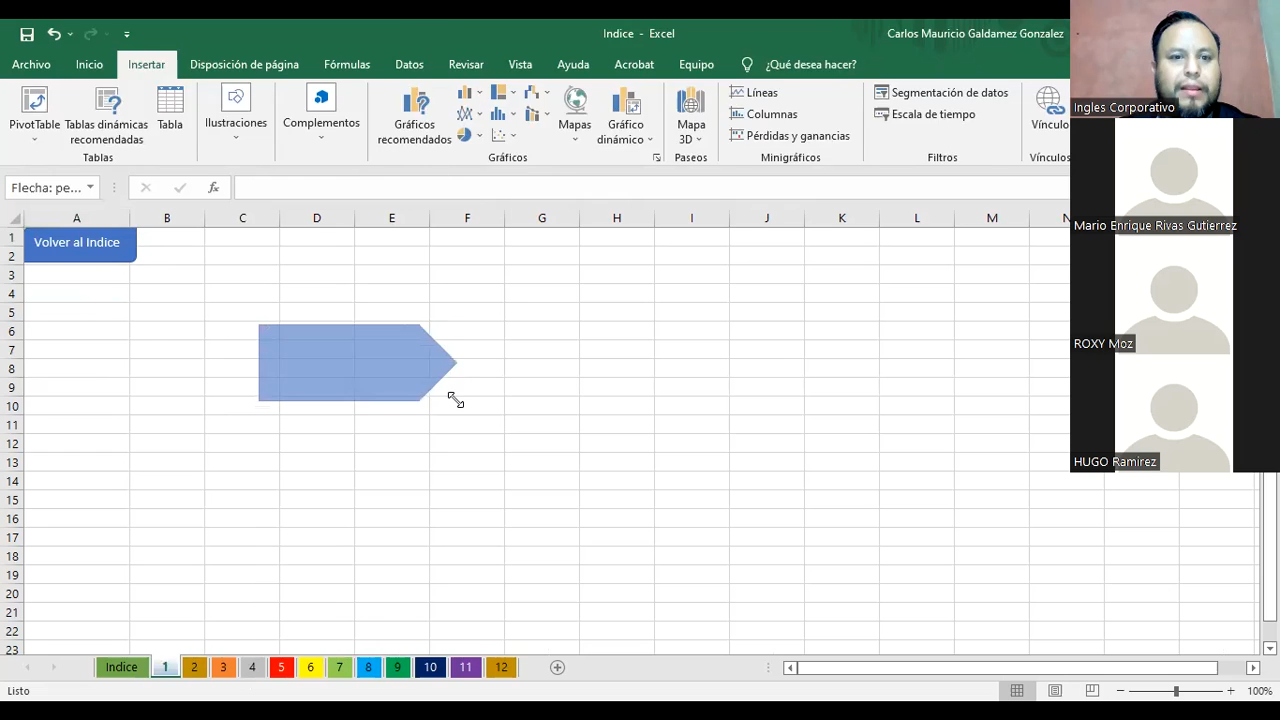 Indice - Excel
Carlos Mauricio Galdamez Gonzalez
Archivo
Inicio
Insertar
Disposición de página
Fórmulas
Datos
Revisar
Vista
Ayuda
Acrobat
Equipo
¿Qué desea hacer?
PivotTable
Tablas dinámicas
recomendadas
Tabla
Tablas
Ilustraciones
Complementos
Gráficos
recomendados
Mapas
Gráfico
dinámico
Gráficos
Mapa
3D
Paseos
Líneas
Columnas
Pérdidas y ganancias
Minigráficos
Segmentación de datos
Escala de tiempo
Filtros
Vínculo
Vínculos
Flecha: pe...
fx
A B C D E F G H I J K L M N
1
2
3
4
5
6
7
8
9
10
11
12
13
14
15
16
17
18
19
20
21
22
23
Volver al Indice
Indice 1 2 3 4 5 6 7 8 9 10 11 12
Listo
100%
Ingles Corporativo
Mario Enrique Rivas Gutierrez
ROXY Moz
HUGO Ramirez